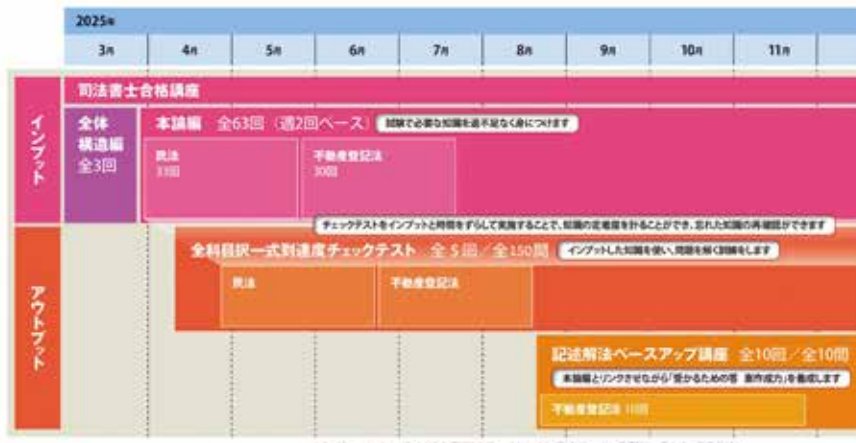 2025年
3月 4月 5月 6月 7月 8月 9月 10月 11月
インプット
司法書士合格講座
全体
構造編
全3回
本論編 全63回（週2回ペース） 試験で必要な知識を過不足なく身につけます
民法
33回
不動産登記法
30回
チェックテストをインプットと時間をずらして実施することで、知識の定着度を計ることができ、忘れた知識の再確認ができます
アウトプット
全科目択一式到達度チェックテスト 全5回／全150問 インプットした知識を使い、問題を解く訓練をします
民法
不動産登記法
記述解法ベースアップ講座 全10回／全10問
本論編とリンクさせながら「受かるための答 案作成力」を養成します
不動産登記法 10回